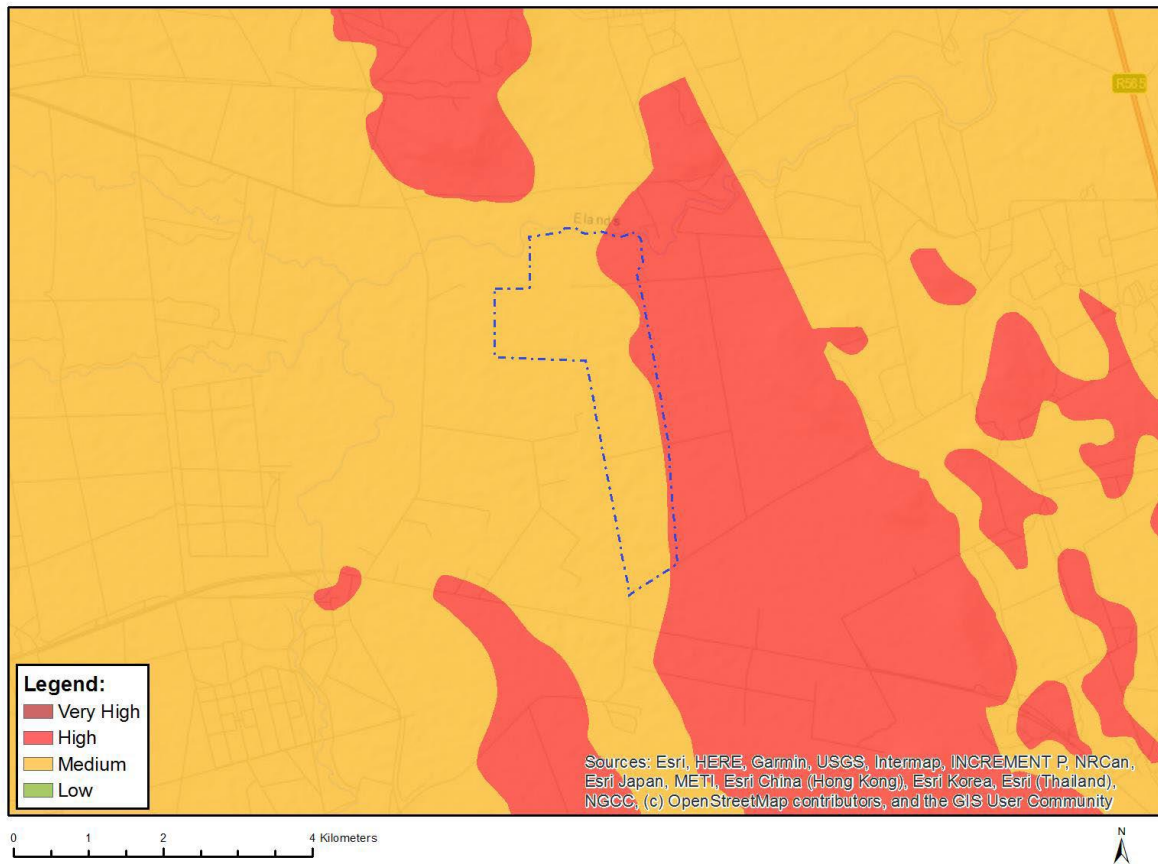 R565
Elands
Legend:
Very High
High
Medium
Low
Sources: Esri, HERE, Garmin, USGS, Intermap, INCREMENT P, NRCan,
Esri Japan, METI, Esri China (Hong Kong), Esri Korea, Esri (Thailand),
NGCC, (c) OpenStreetMap contributors, and the GIS User Community
0 1 2 4 Kilometers
N